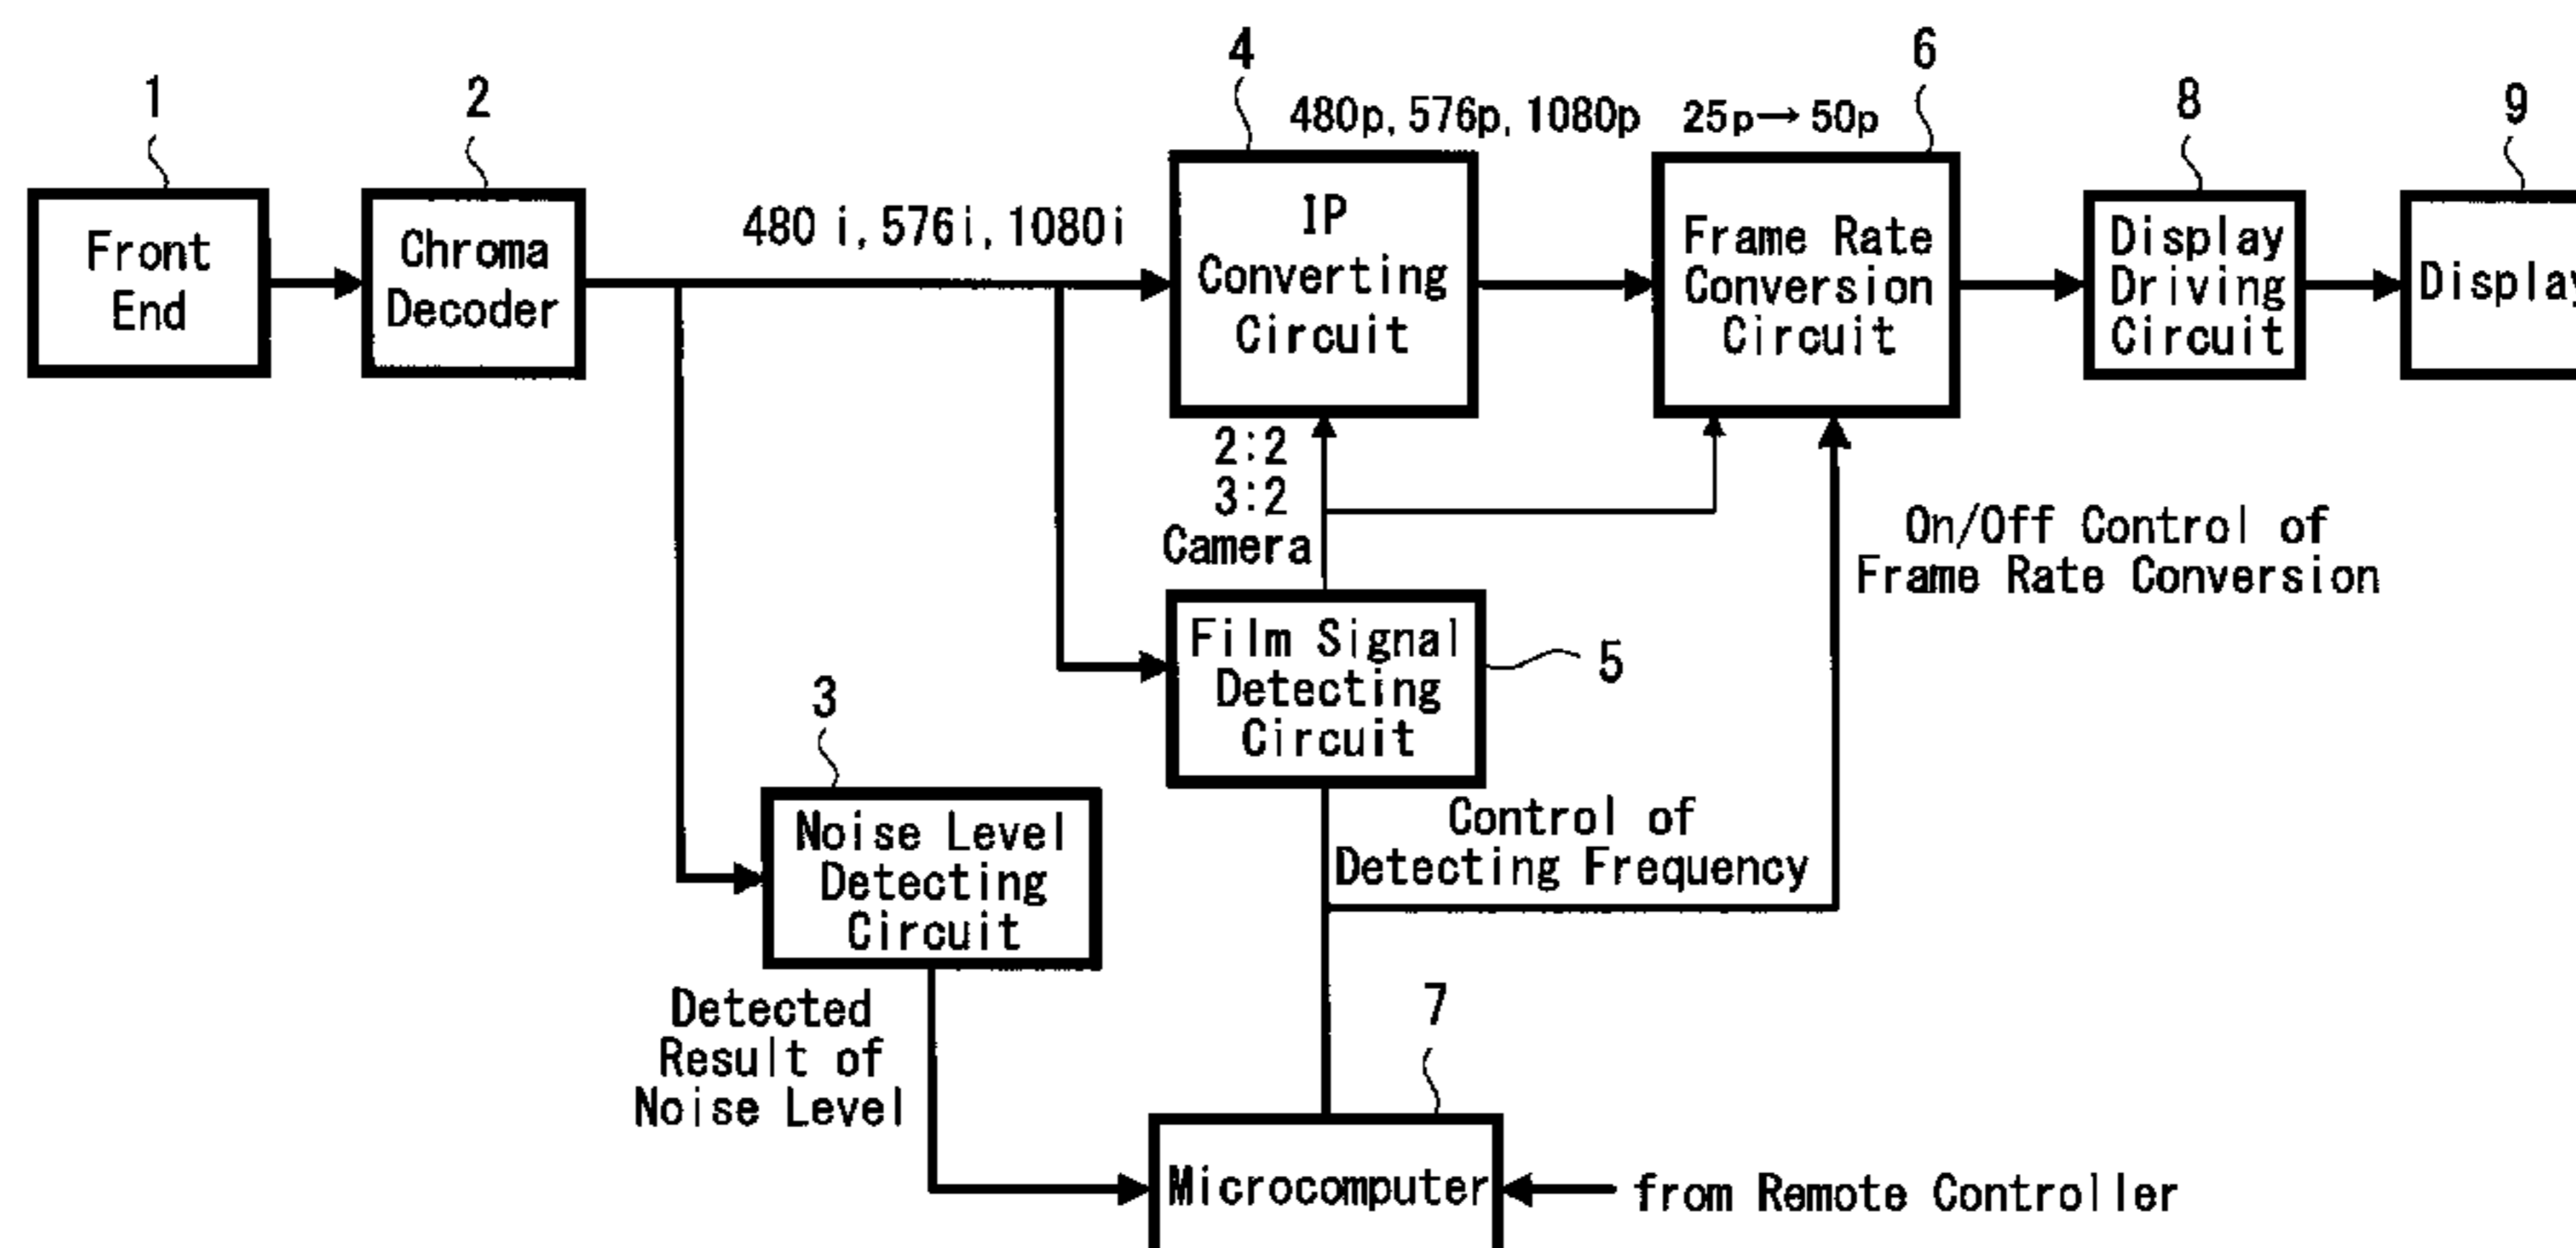 1
2
4
6
8
9
480p, 576p, 1080p
25p→50p
Front
End
Chroma
Decoder
480i, 576i, 1080i
IP
Converting
Circuit
Frame Rate
Conversion
Circuit
Display
Driving
Circuit
Display
2:2
3:2
Camera
On/Off Control of
Frame Rate Conversion
Film Signal
Detecting
Circuit
5
3
Noise Level
Detecting
Circuit
Control of
Detecting Frequency
Detected
Result of
Noise Level
7
Microcomputer
from Remote Controller